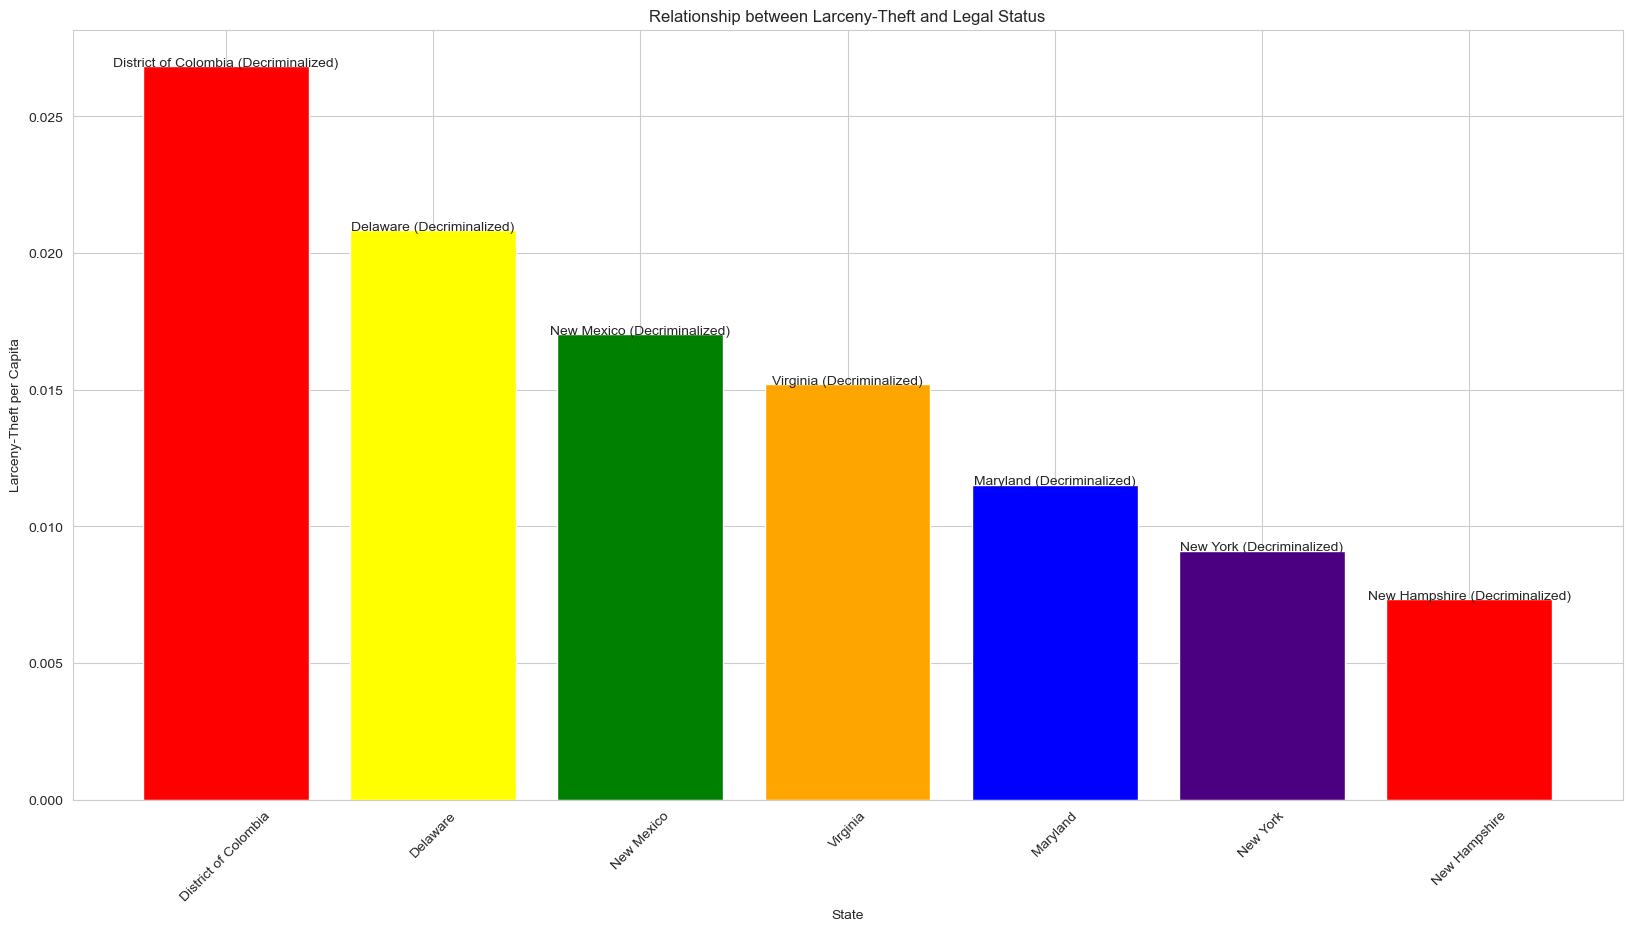 Relationship between Larceny-Theft and Legal Status
District of Colombia (Decriminalized)
Delaware (Decriminalized)
New Mexico (Decriminalized)
Virginia (Decriminalized)
Maryland (Decriminalized)
New York (Decriminalized)
New Hampshire (Decriminalized)
0.025
0.020
0.015
0.010
0.005
0.000
Larceny-Theft per Capita
District of Colombia
Delaware
New Mexico
Virginia
Maryland
New York
New Hampshire
State